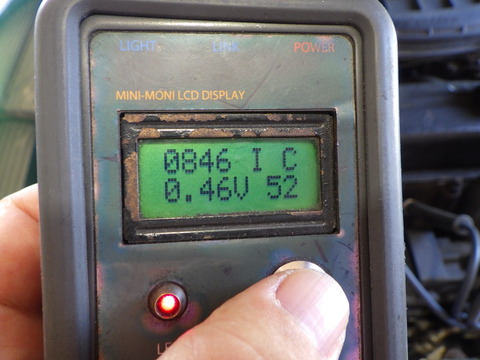 LIGHT LINK POWER
MINI-MONI LCD DISPLAY
0846 I C
0.46V 52